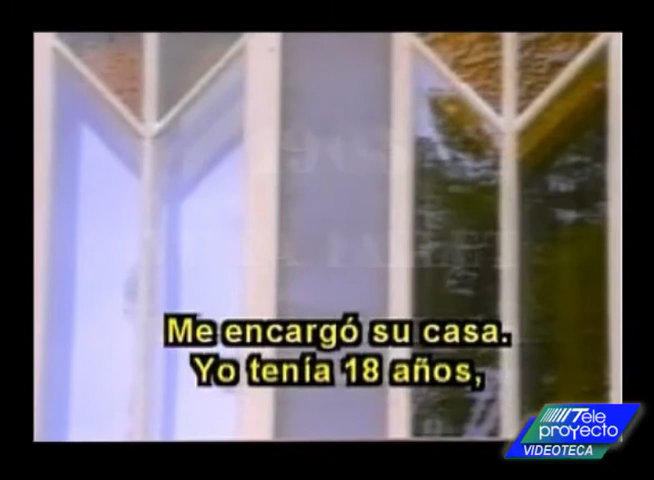 Me encargó su casa.
Yo tenía 18 años,
Tele
proyecto
VIDEOTECA